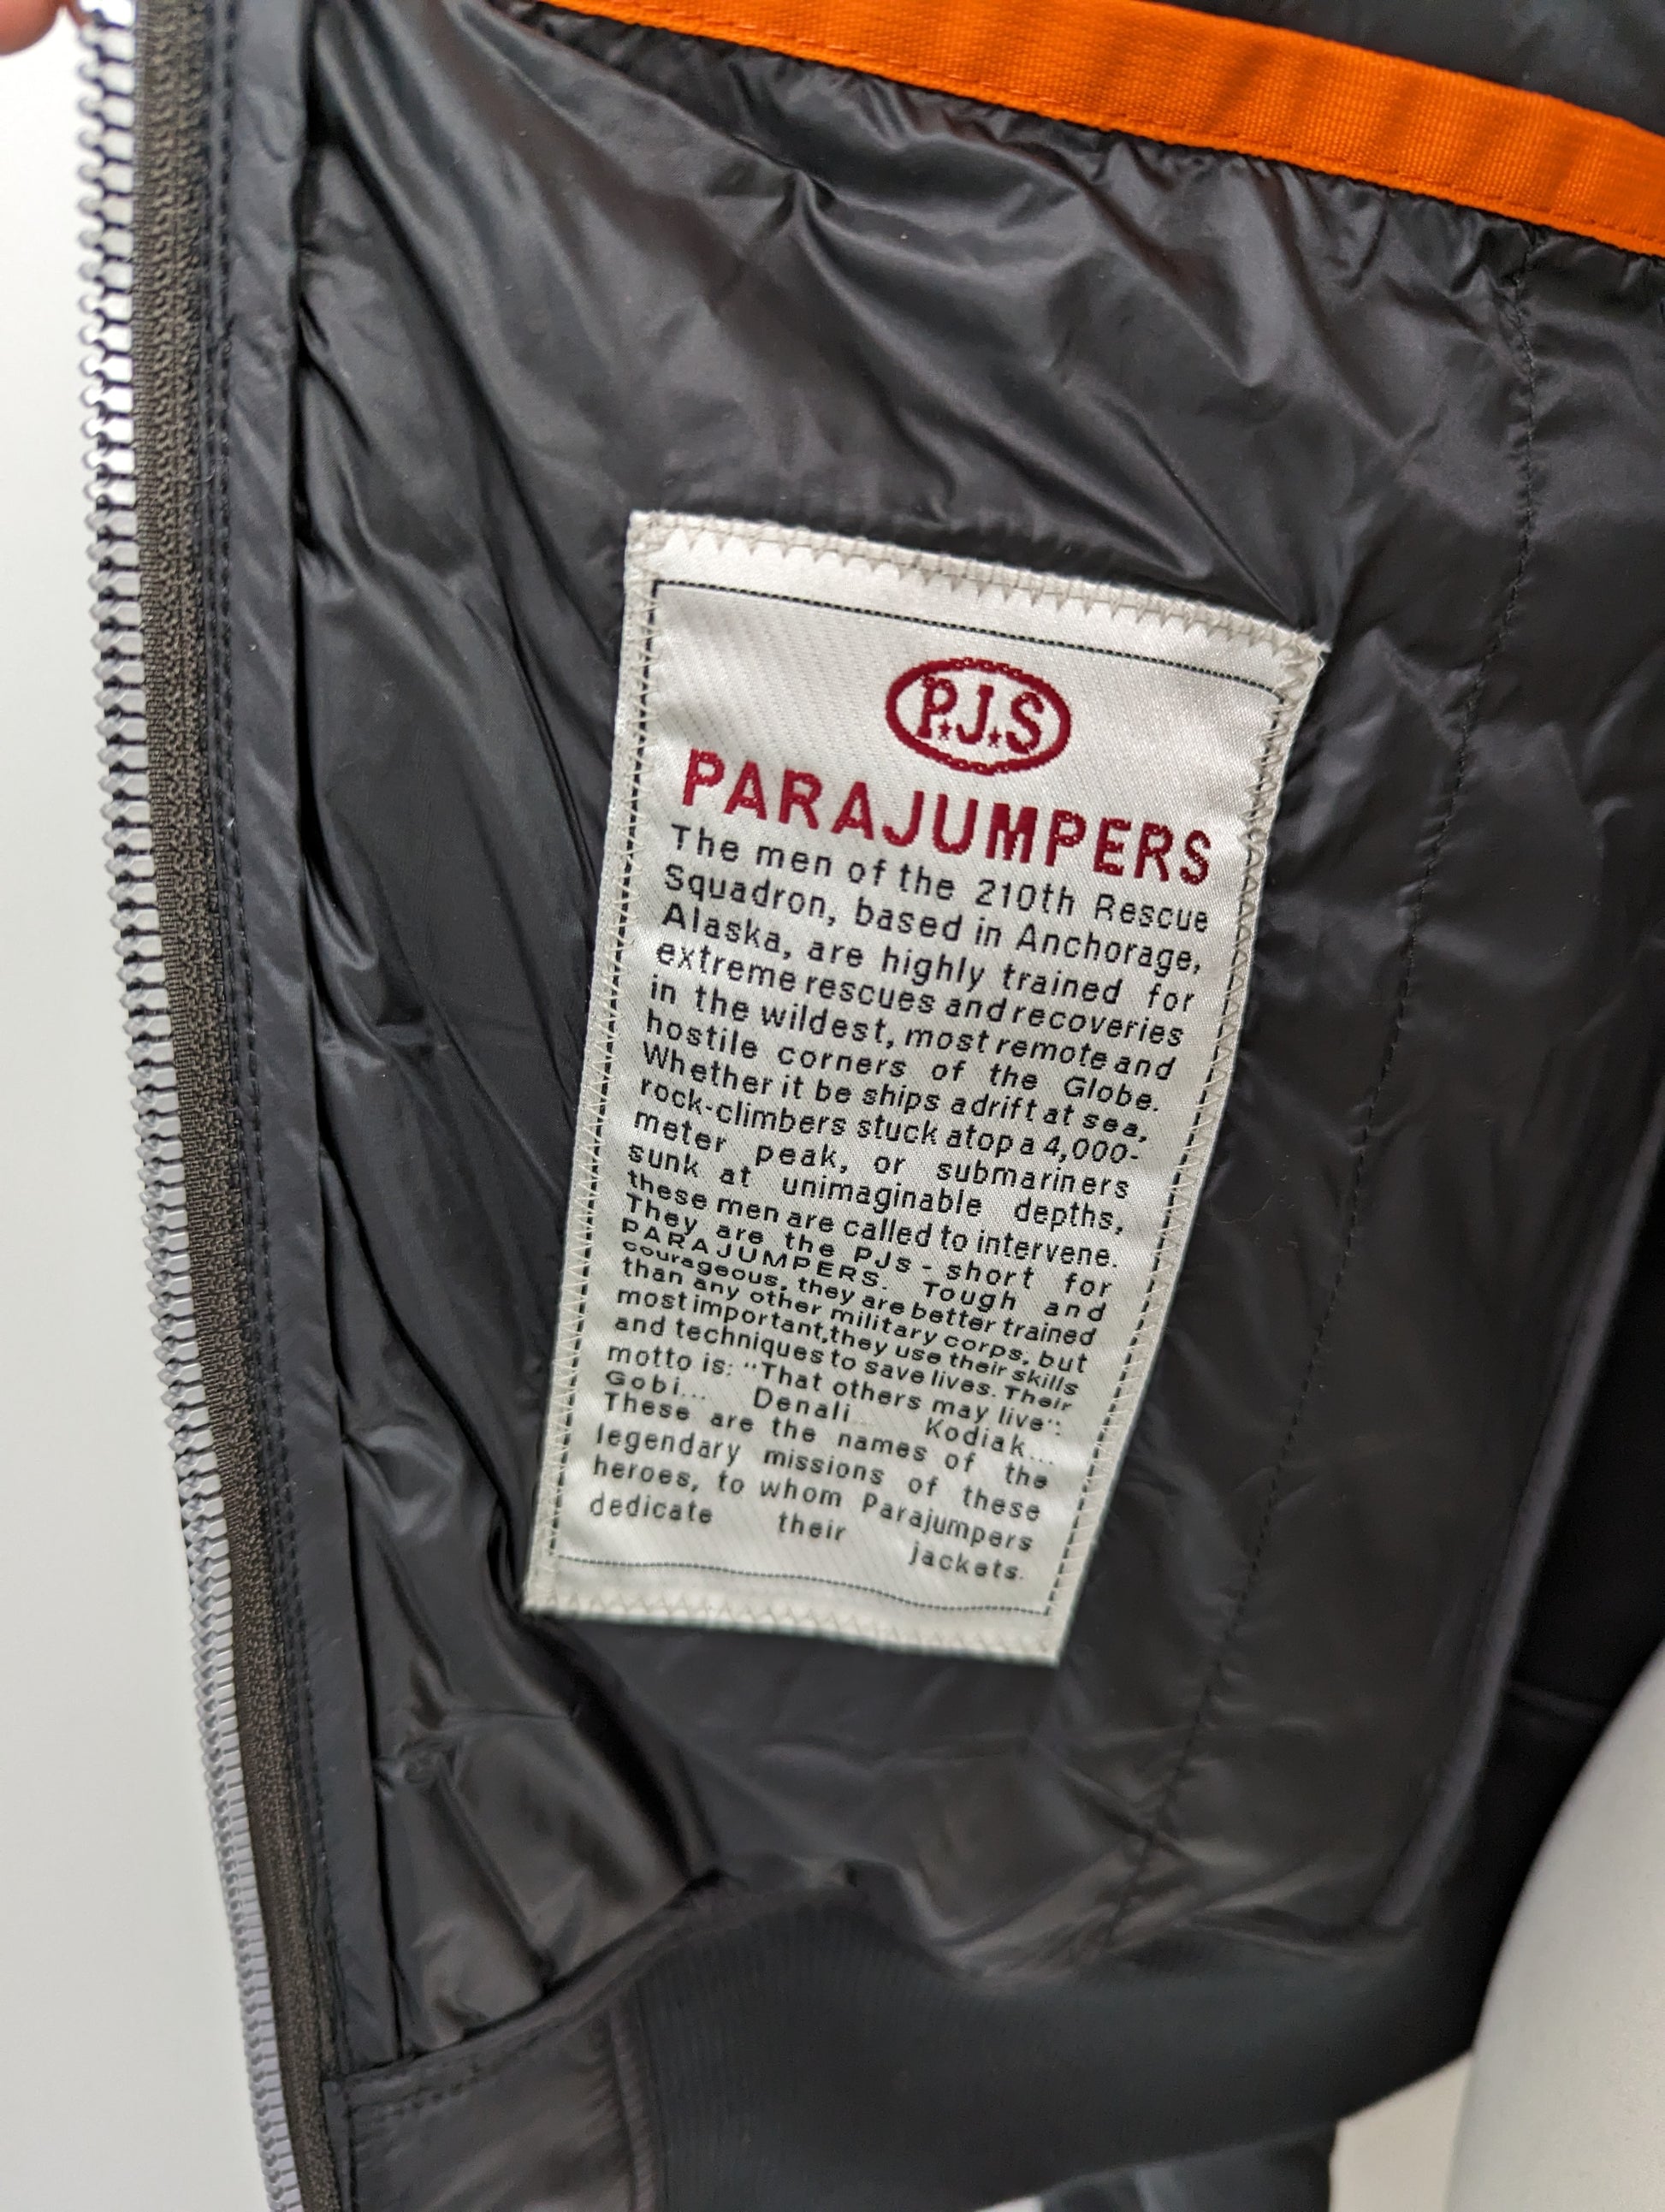 P.J.S
PARAJUMPERS
The men of the 210th Rescue
Squadron, based in Anchorage,
Alaska, are highly trained for
extreme rescues and recoveries
in the wildest, most remote and
hostile corners of the Globe.
Whether it be ships adrift at sea,
rock-climbers stuck atop a 4,000-
meter peak, or submariners
sunk at unimaginable depths,
these men are called to intervene.
They are the PJs - short for
PARAJUMPERS. Tough and
courageous, they are better trained
than any other military corps, but
most important,they use their skills
and techniques to save lives. Their
motto is: "That others may live".
Gobi... Denali... Kodiak...
These are the names of the
legendary missions of these
heroes, to whom Parajumpers
dedicate their jackets.